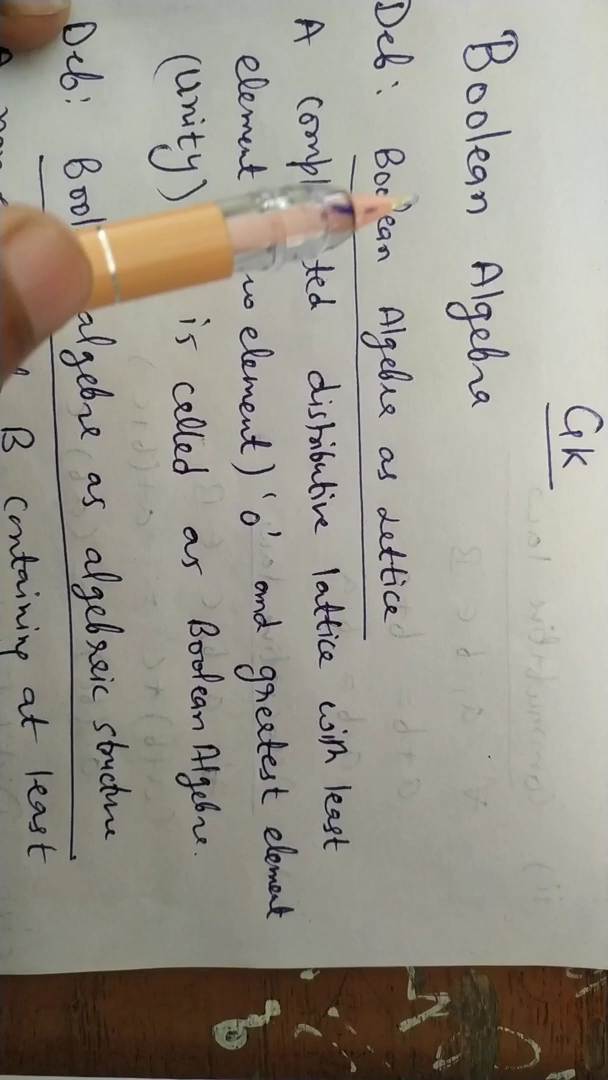 GK
Boolean Algebra
Def: Boolean Algebra as Lattice
A ted distributive lattice with least
element element) 'o' and greatest element
(Unity) is called as Boolean Algebra.
Def: algebra as algebraic structure
B containing at least